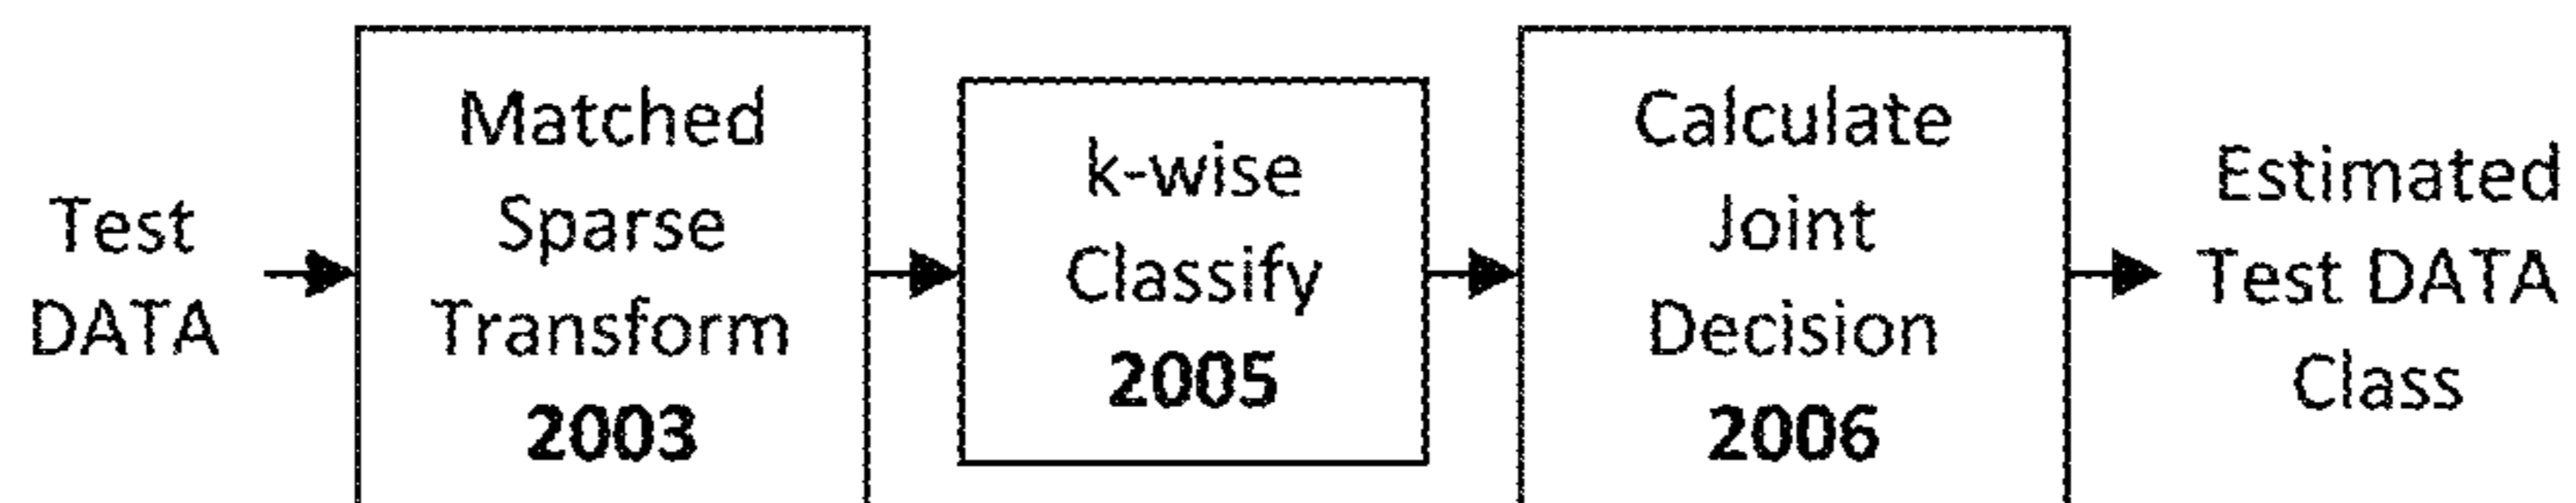 Test
DATA
Matched
Sparse
Transform
2003
k-wise
Classify
2005
Calculate
Joint
Decision
2006
Estimated
Test DATA
Class